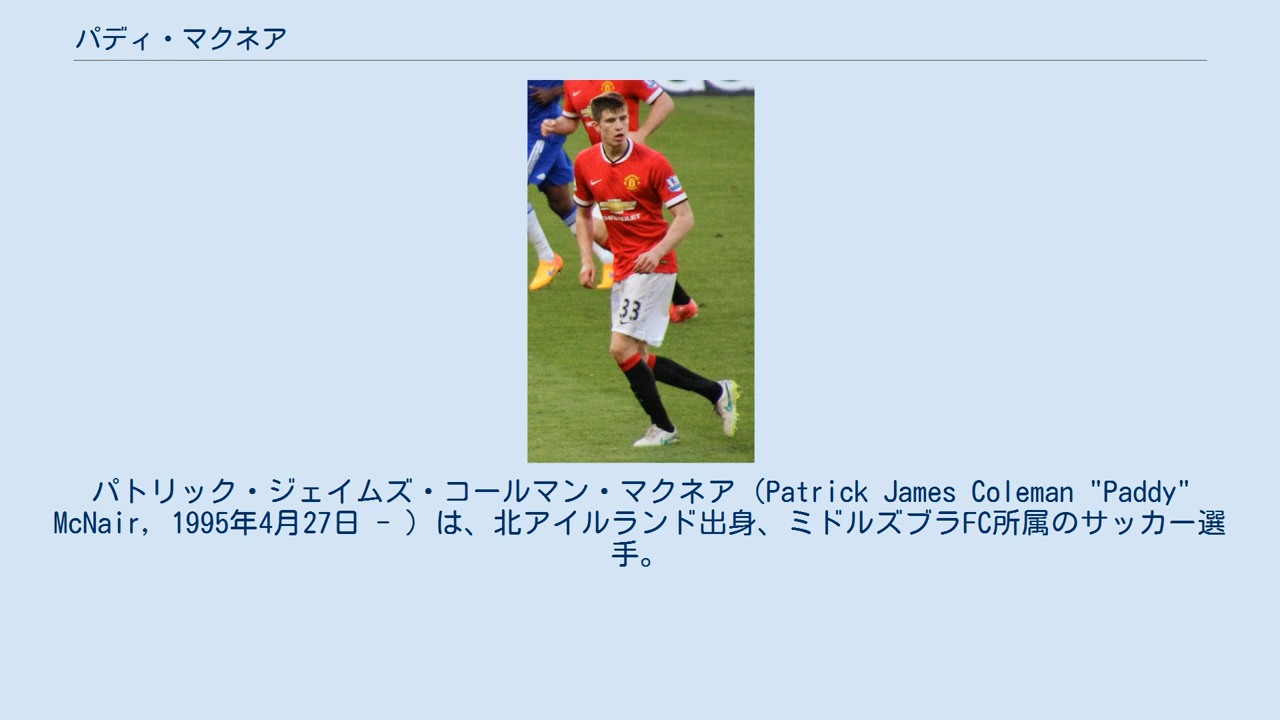 パディ・マクネア
CHEVROLET
33
パトリック・ジェイムズ・コールマン・マクネア（Patrick James Coleman "Paddy"
McNair, 1995年4月27日 - ）は、北アイルランド出身、ミドルズブラFC所属のサッカー選
手。